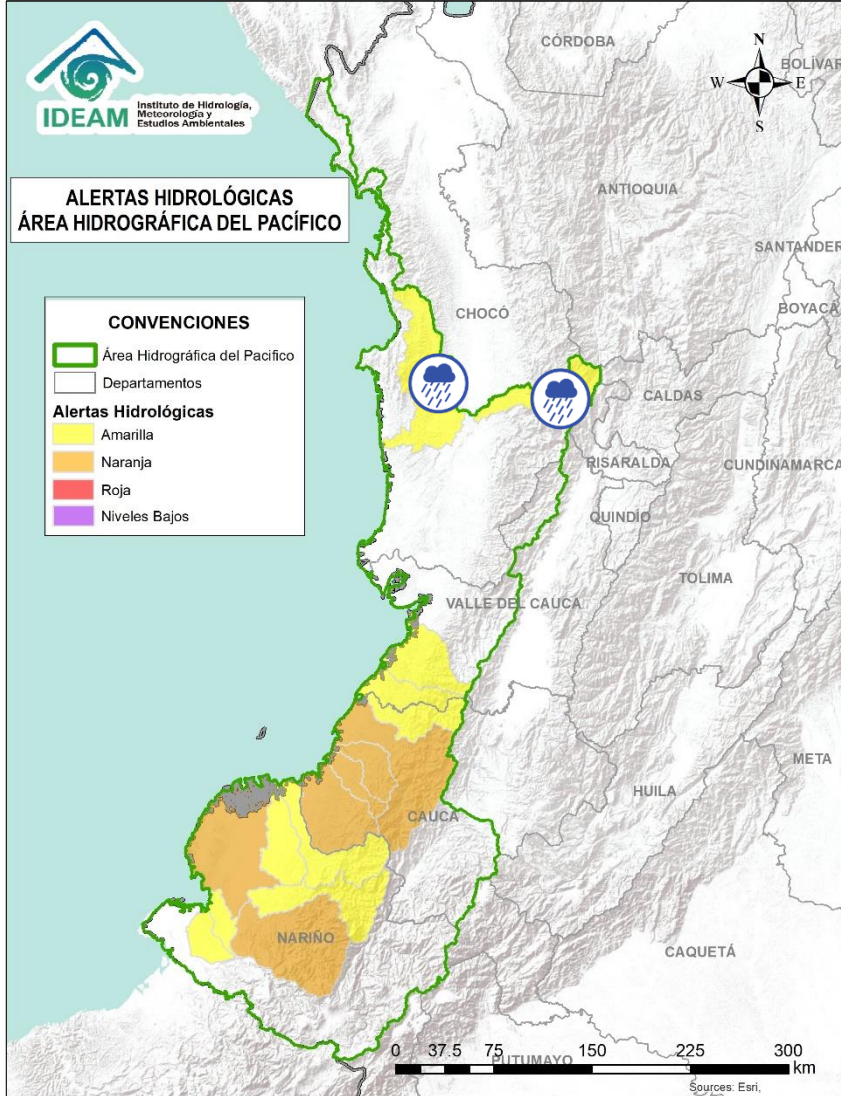 IDEAM
Instituto de Hidrología,
Meteorología y
Estudios Ambientales
ALERTAS HIDROLÓGICAS
ÁREA HIDROGRÁFICA DEL PACÍFICO
CONVENCIONES
Área Hidrográfica del Pacifico
Departamentos
Alertas Hidrológicas
Amarilla
Naranja
Roja
Niveles Bajos
N
W E
S
CÓRDOBA
BOLÍVAR
ANTIOQUIA
SANTANDER
BOYACÁ
CHOCÓ
CALDAS
RISARALDA
CUNDINAMARCA
QUINDÍO
TOLIMA
VALLE DEL CAUCA
META
HUILA
CAUCA
NARIÑO
CAQUETÁ
PUTUMAYO
0 37.5 75 150 225 300
km
Sources: Esri,